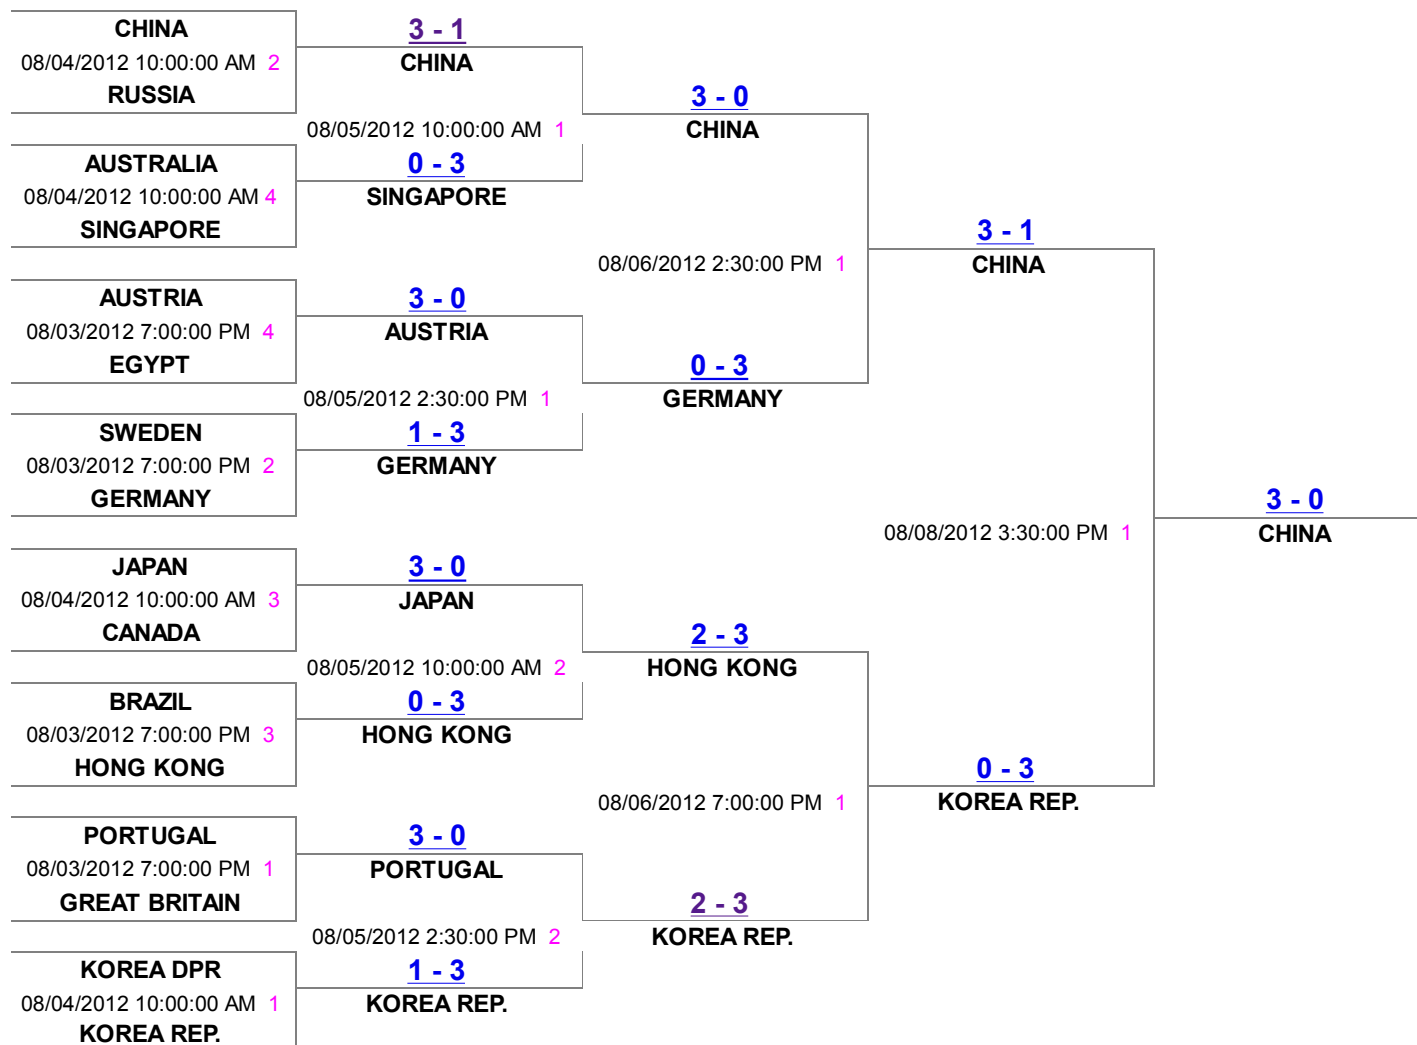 CHINA
08/04/2012 10:00:00 AM 2
RUSSIA
3 - 1
CHINA
08/05/2012 10:00:00 AM 1
AUSTRALIA
08/04/2012 10:00:00 AM 4
SINGAPORE
0 - 3
SINGAPORE
3 - 0
CHINA
08/06/2012 2:30:00 PM 1
AUSTRIA
08/03/2012 7:00:00 PM 4
EGYPT
3 - 0
AUSTRIA
08/05/2012 2:30:00 PM 1
SWEDEN
08/03/2012 7:00:00 PM 2
GERMANY
1 - 3
GERMANY
0 - 3
GERMANY
3 - 1
CHINA
08/08/2012 3:30:00 PM 1
3 - 0
CHINA
JAPAN
08/04/2012 10:00:00 AM 3
CANADA
3 - 0
JAPAN
08/05/2012 10:00:00 AM 2
BRAZIL
08/03/2012 7:00:00 PM 3
HONG KONG
0 - 3
HONG KONG
2 - 3
HONG KONG
08/06/2012 7:00:00 PM 1
0 - 3
KOREA REP.
PORTUGAL
08/03/2012 7:00:00 PM 1
GREAT BRITAIN
3 - 0
PORTUGAL
08/05/2012 2:30:00 PM 2
KOREA DPR
08/04/2012 10:00:00 AM 1
KOREA REP.
1 - 3
KOREA REP.
2 - 3
KOREA REP.